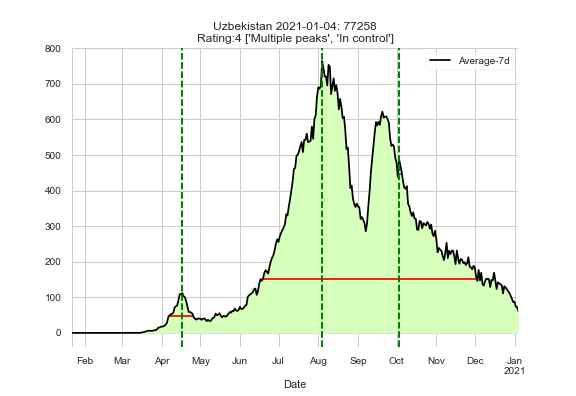 Uzbekistan 2021-01-04: 77258
Rating:4 ['Multiple peaks', 'In control']
Average-7d
800
700
600
500
400
300
200
100
0
Feb Mar Apr May Jun Jul Aug Sep Oct Nov Dec Jan
2021
Date